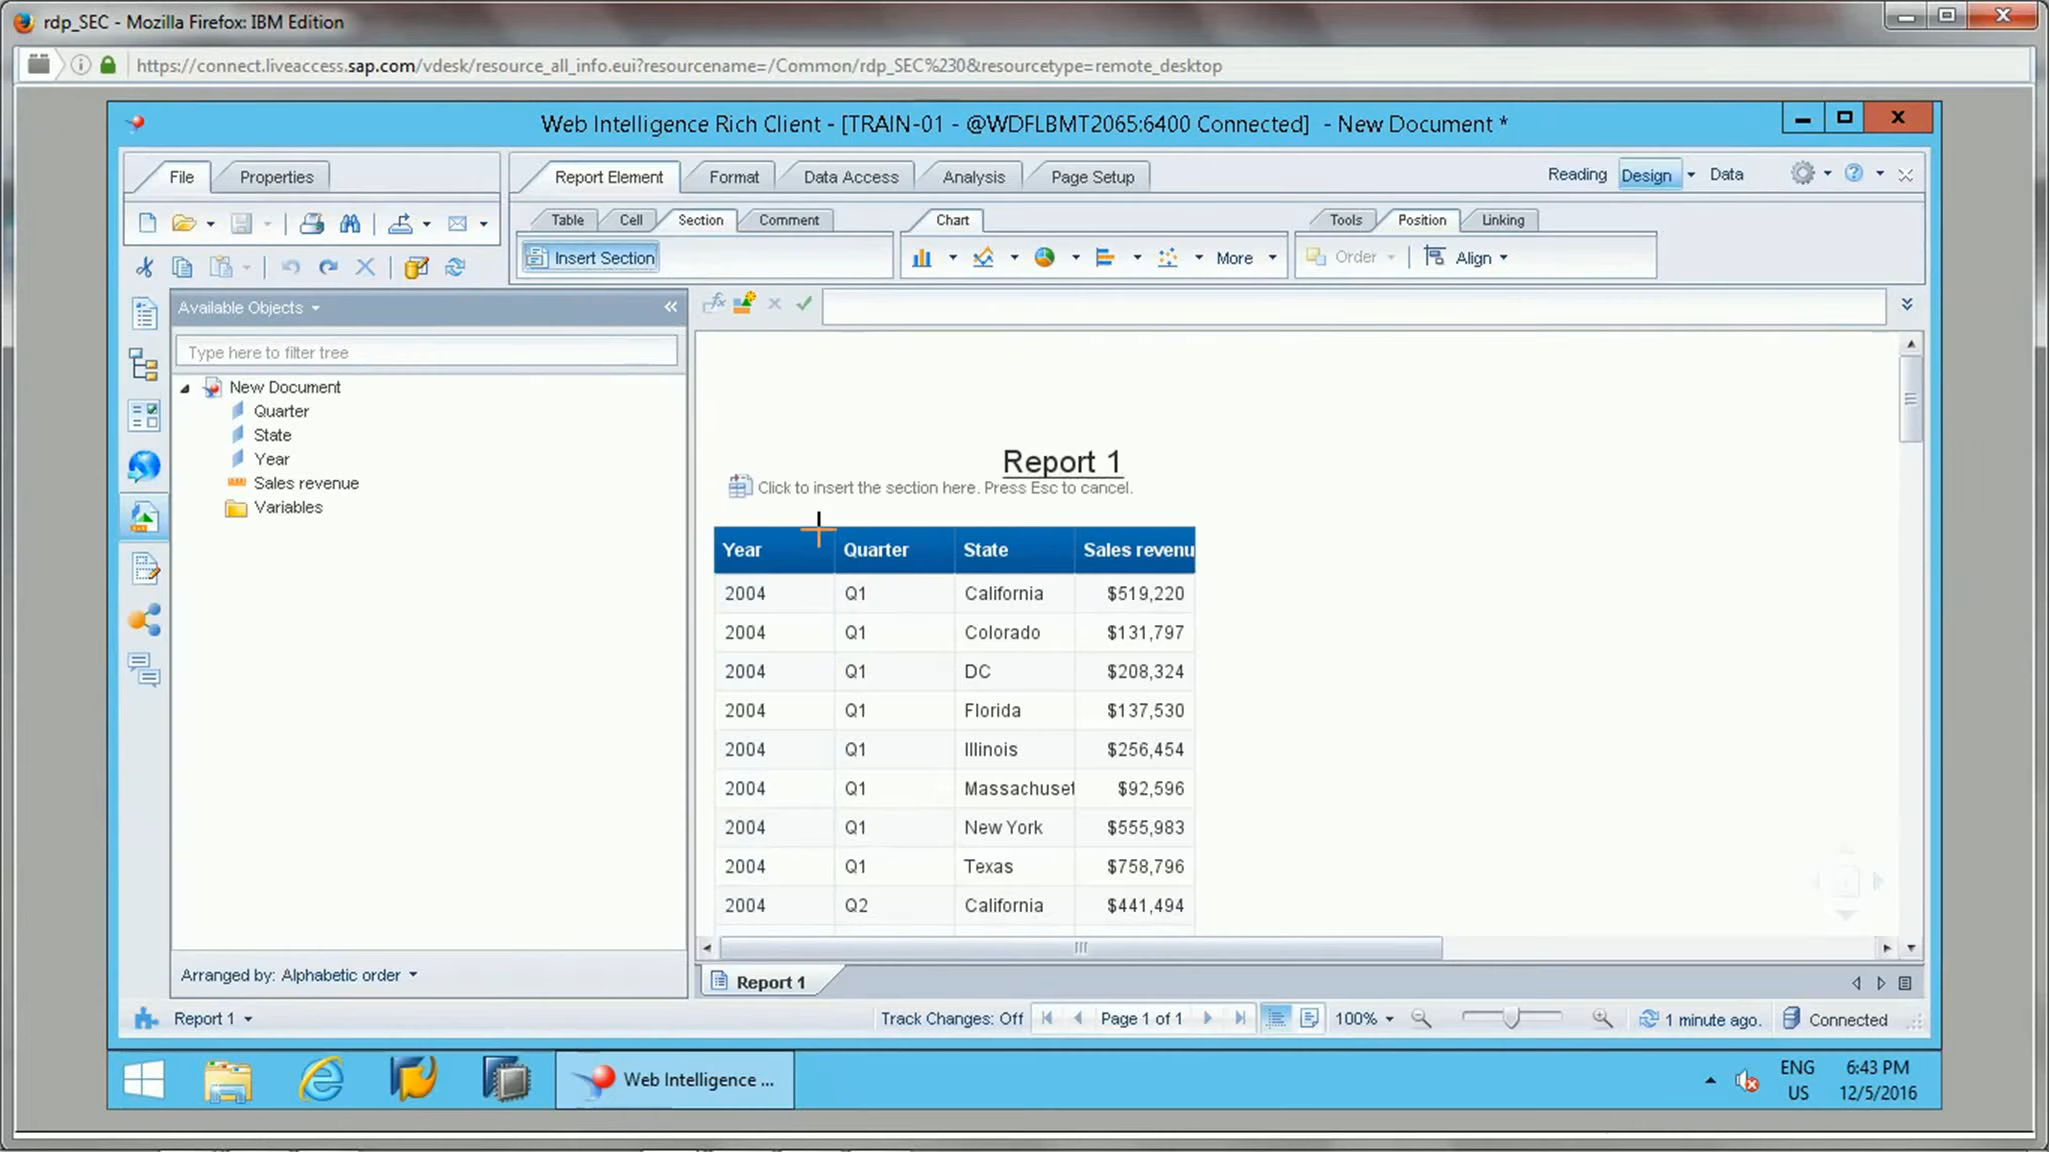 rdp_SEC - Mozilla Firefox: IBM Edition
https://connect.liveaccess.sap.com/vdesk/resource_all_info.eui?resourcename=/Common/rdp_SEC%230&resourcetype=remote_desktop
Web Intelligence Rich Client - [TRAIN-01 - @WDFLBMT2065:6400 Connected] - New Document *
File Properties
Report Element Format Data Access Analysis Page Setup
Reading Design Data
Table Cell Section Comment
Chart
Tools Position Linking
Insert Section
More
Order Align
Available Objects
Type here to filter tree
New Document
Quarter
State
Year
Sales revenue
Variables
Report 1
Click to insert the section here. Press Esc to cancel.
Year Quarter State Sales revenu
2004 Q1 California $519,220
2004 Q1 Colorado $131,797
2004 Q1 DC $208,324
2004 Q1 Florida $137,530
2004 Q1 Illinois $256,454
2004 Q1 Massachuset $92,596
2004 Q1 New York $555,983
2004 Q1 Texas $758,796
2004 Q2 California $441,494
Arranged by: Alphabetic order
Report 1
Report 1
Track Changes: Off
Page 1 of 1
100%
1 minute ago.
Connected
Web Intelligence ...
ENG
US
6:43 PM
12/5/2016